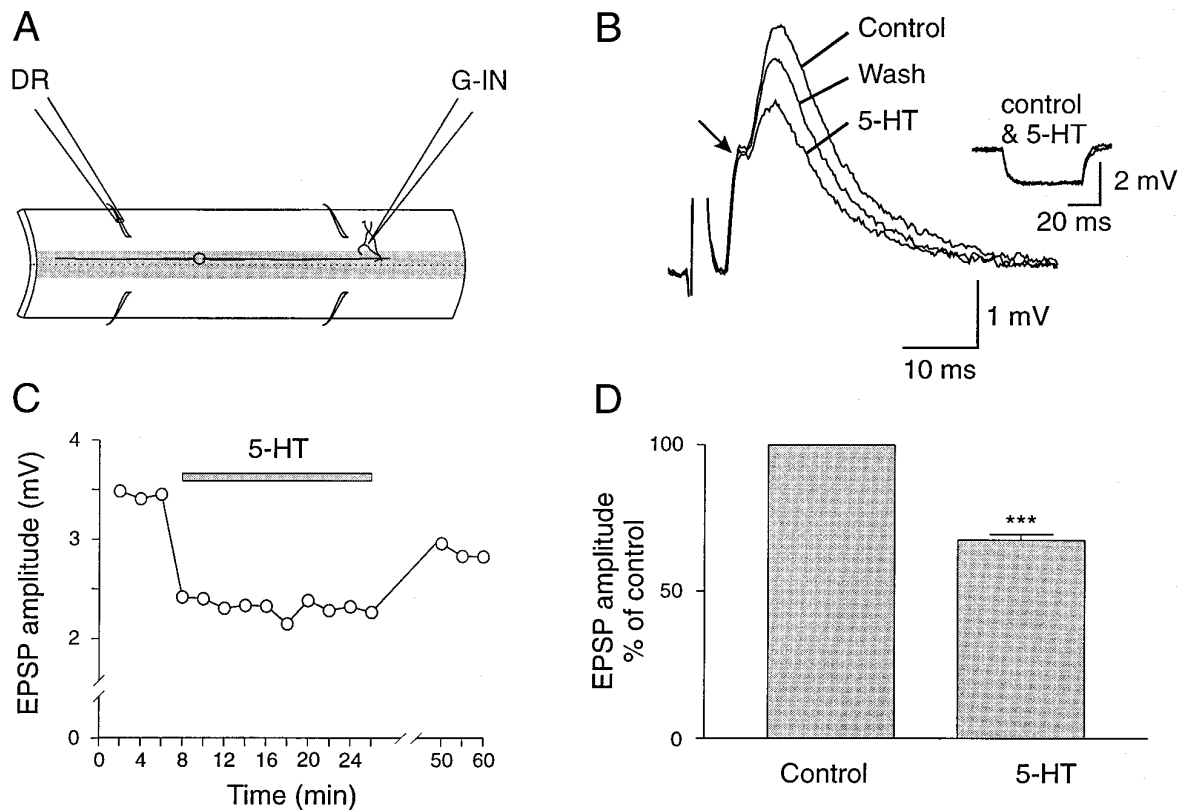 A
DR
G-IN
B
Control
Wash
5-HT
control
& 5-HT
2 mV
20 ms
1 mV
10 ms
C
5-HT
EPSP amplitude (mV)
4
3
2
0
0 4 8 12 16 20 24 50 60
Time (min)
D
EPSP amplitude
% of control
100
50
0
***
Control 5-HT